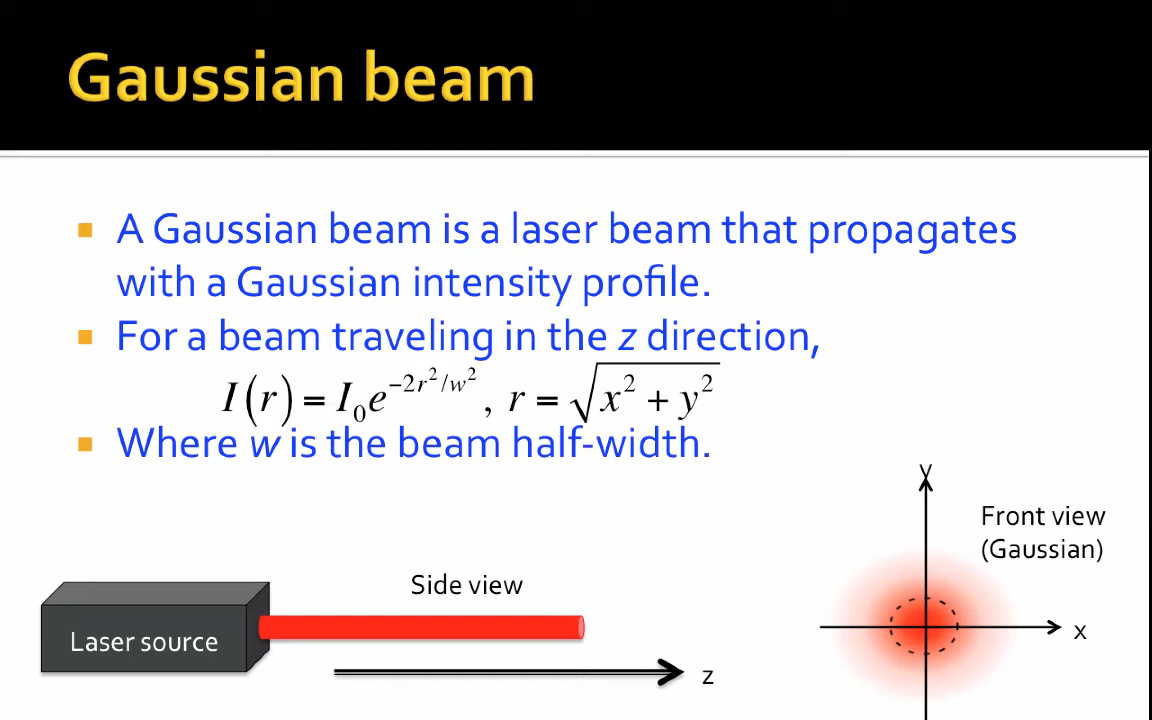 Gaussian beam
A Gaussian beam is a laser beam that propagates
with a Gaussian intensity profile.
For a beam traveling in the z direction,
I(r) = I₀e^(−2r²/w²), r = √(x² + y²)
Where w is the beam half-width.
y
Front view
(Gaussian)
Side view
Laser source
x
z